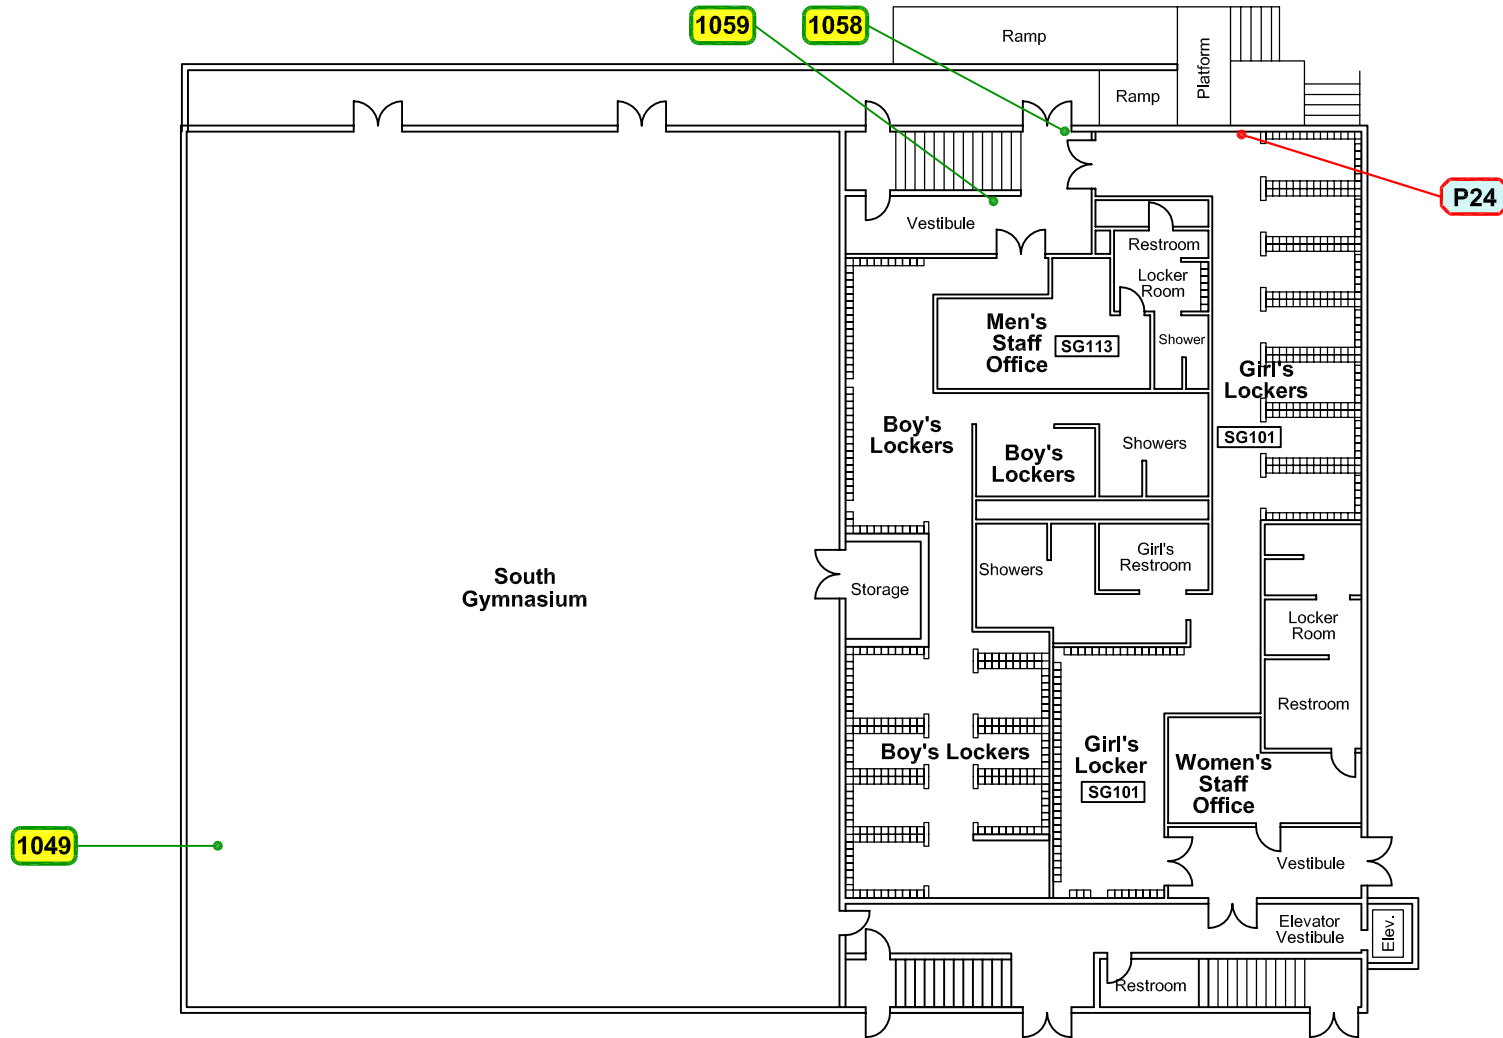 1059
1058
Ramp
Platform
Ramp
P24
Vestibule
Restroom
Locker
Room
Men's
Staff
Office
SG113
Shower
Girl's
Lockers
SG101
Boy's
Lockers
Boy's
Lockers
Showers
South
Gymnasium
Storage
Showers
Girl's
Restroom
Locker
Room
Restroom
Boy's Lockers
Girl's
Locker
SG101
Women's
Staff
Office
1049
Vestibule
Elevator
Vestibule
Elev.
Restroom